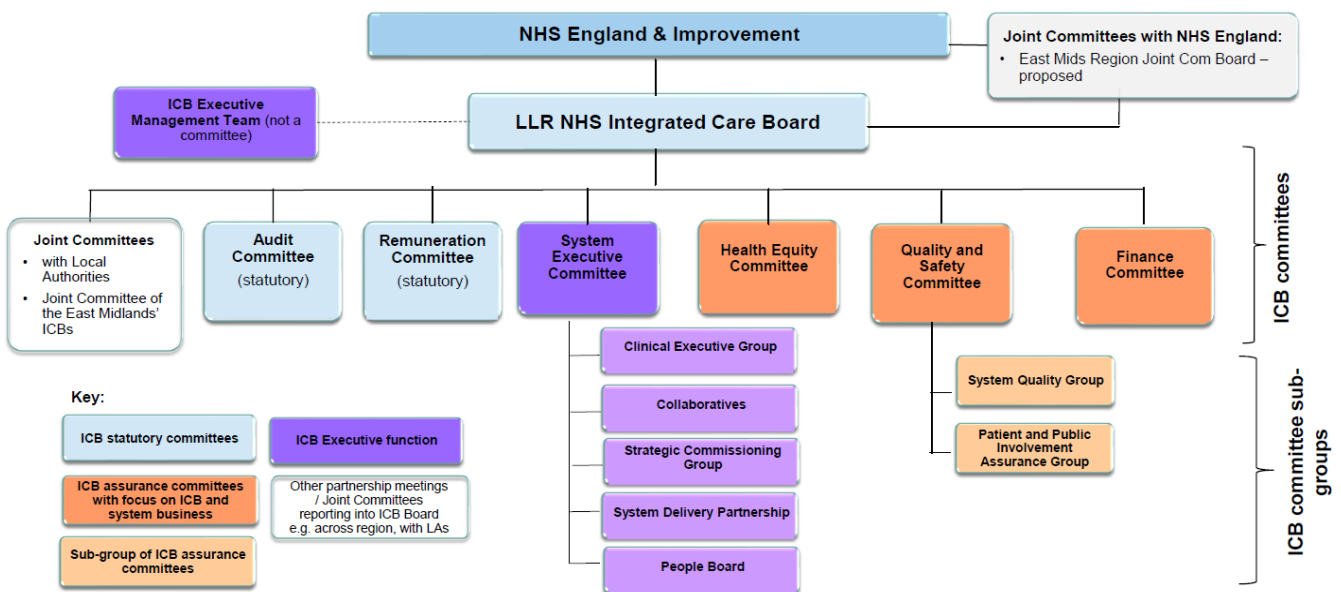 NHS England & Improvement
Joint Committees with NHS England:
• East Mids Region Joint Com Board –
proposed
ICB Executive
Management Team (not a
committee)
LLR NHS Integrated Care Board
Joint Committees
• with Local
Authorities
• Joint Committee of
the East Midlands'
ICBs
Audit
Committee
(statutory)
Remuneration
Committee
(statutory)
System
Executive
Committee
Health Equity
Committee
Quality and
Safety
Committee
Finance
Committee
ICB committees
Clinical Executive Group
Collaboratives
Strategic Commissioning
Group
System Delivery Partnership
People Board
System Quality Group
Patient and Public
Involvement
Assurance Group
ICB committee sub-
groups
Key:
ICB statutory committees
ICB Executive function
ICB assurance committees
with focus on ICB and
system business
Other partnership meetings
/ Joint Committees
reporting into ICB Board
e.g. across region, with LAs
Sub-group of ICB assurance
committees